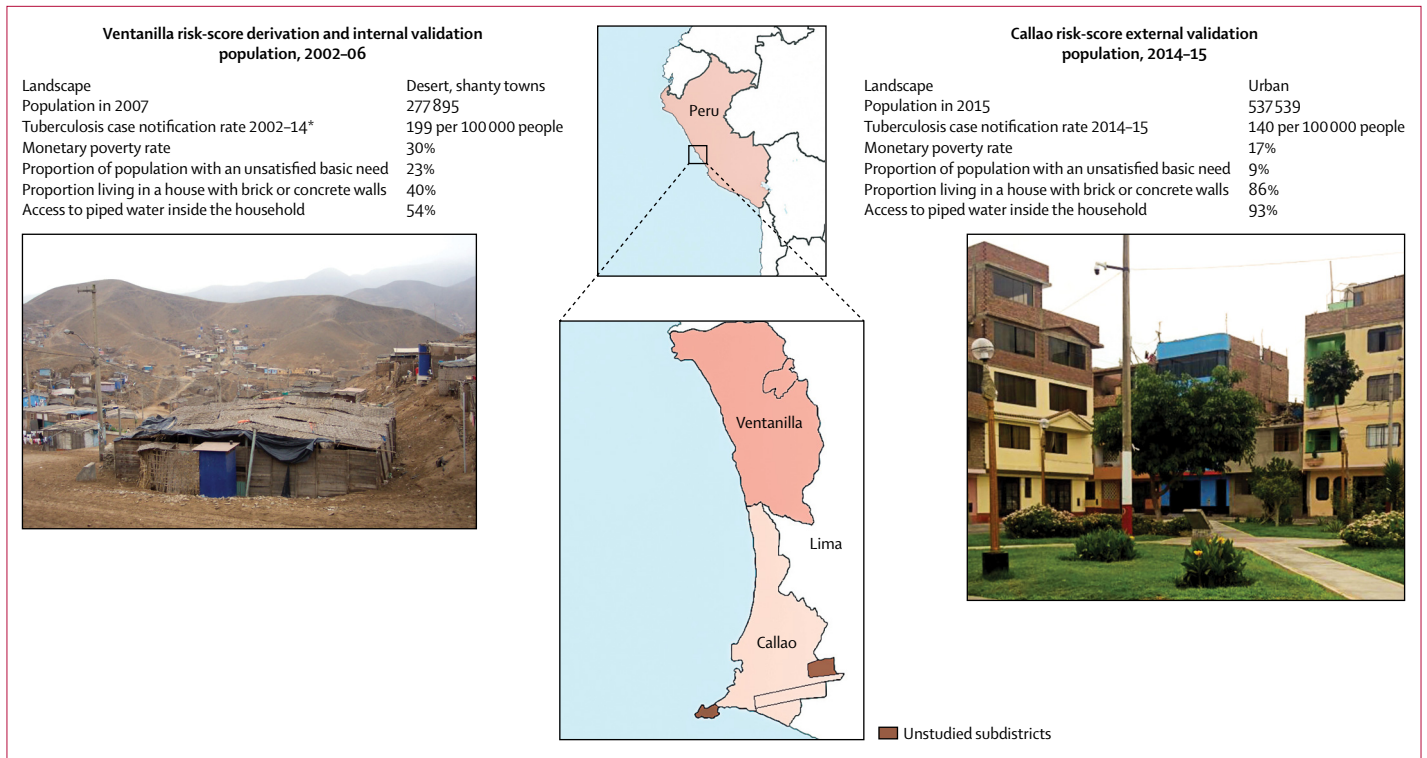 Ventanilla risk-score derivation and internal validation
population, 2002–06
Landscape Desert, shanty towns
Population in 2007 277 895
Tuberculosis case notification rate 2002–14* 199 per 100 000 people
Monetary poverty rate 30%
Proportion of population with an unsatisfied basic need 23%
Proportion living in a house with brick or concrete walls 40%
Access to piped water inside the household 54%
Peru
Ventanilla
Lima
Callao
Unstudied subdistricts
Callao risk-score external validation
population, 2014–15
Landscape Urban
Population in 2015 537 539
Tuberculosis case notification rate 2014–15 140 per 100 000 people
Monetary poverty rate 17%
Proportion of population with an unsatisfied basic need 9%
Proportion living in a house with brick or concrete walls 86%
Access to piped water inside the household 93%